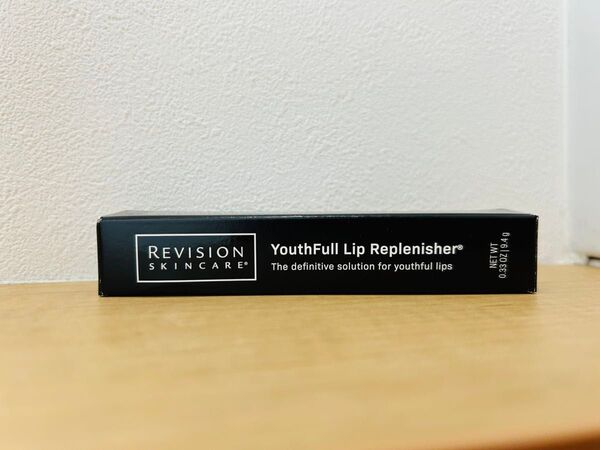 REVISION
SKINCARE®
YouthFull Lip Replenisher®
The definitive solution for youthful lips
NET WT
0.33 OZ | 9.4 g